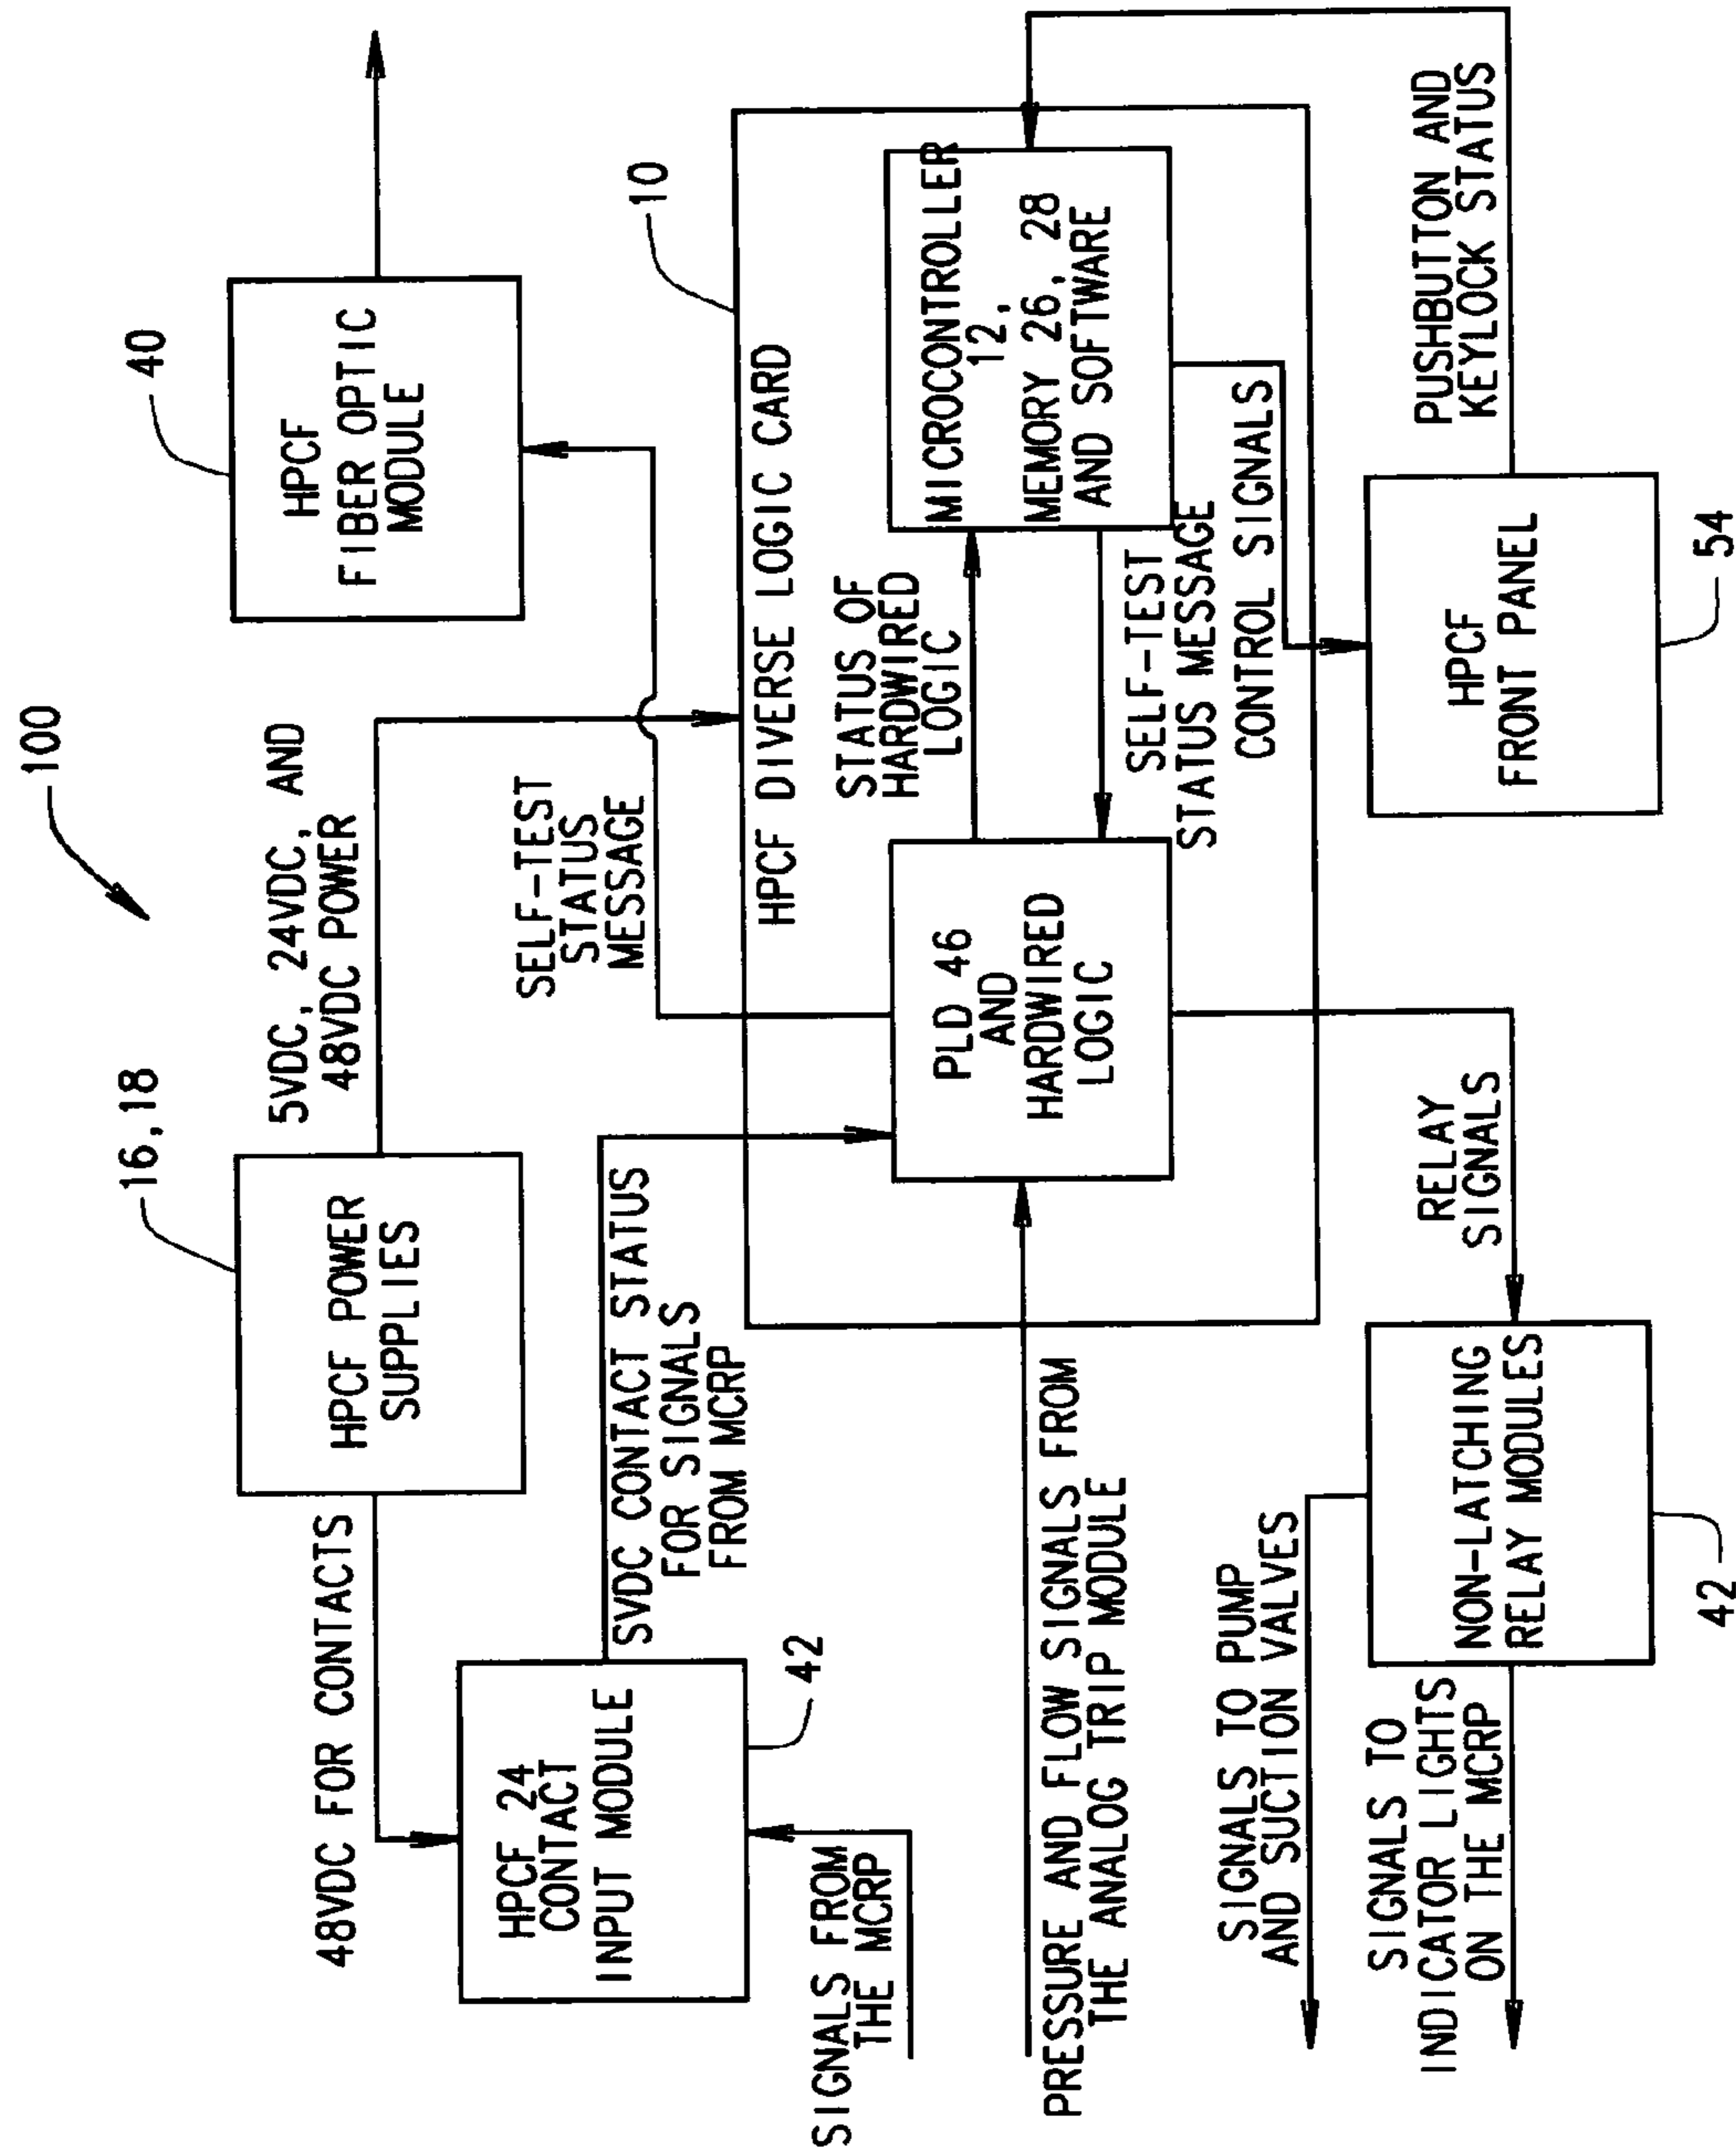 100
16,18
HPCF POWER
SUPPLIES
5VDC, 24VDC, AND
48VDC POWER
40
HPCF
FIBER OPTIC
MODULE
48VDC FOR CONTACTS
SELF-TEST
STATUS
MESSAGE
10
HPCF 24
CONTACT
INPUT MODULE
42
SVDC CONTACT STATUS
FOR SIGNALS
FROM MCRP
HPCF DIVERSE LOGIC CARD
SIGNALS FROM
THE MCRP
PLD 46
AND
HARDWIRED
LOGIC
STATUS OF
HARDWIRED
LOGIC
MICROCONTROLLER
12,
MEMORY 26, 28
AND SOFTWARE
PRESSURE AND FLOW SIGNALS FROM
THE ANALOG TRIP MODULE
SELF-TEST
STATUS MESSAGE
CONTROL SIGNALS
SIGNALS TO PUMP
AND SUCTION VALVES
RELAY
SIGNALS
PUSHBUTTON AND
KEYLOCK STATUS
SIGNALS TO
INDICATOR LIGHTS
ON THE MCRP
NON-LATCHING
RELAY MODULES
42
HPCF
FRONT PANEL
54